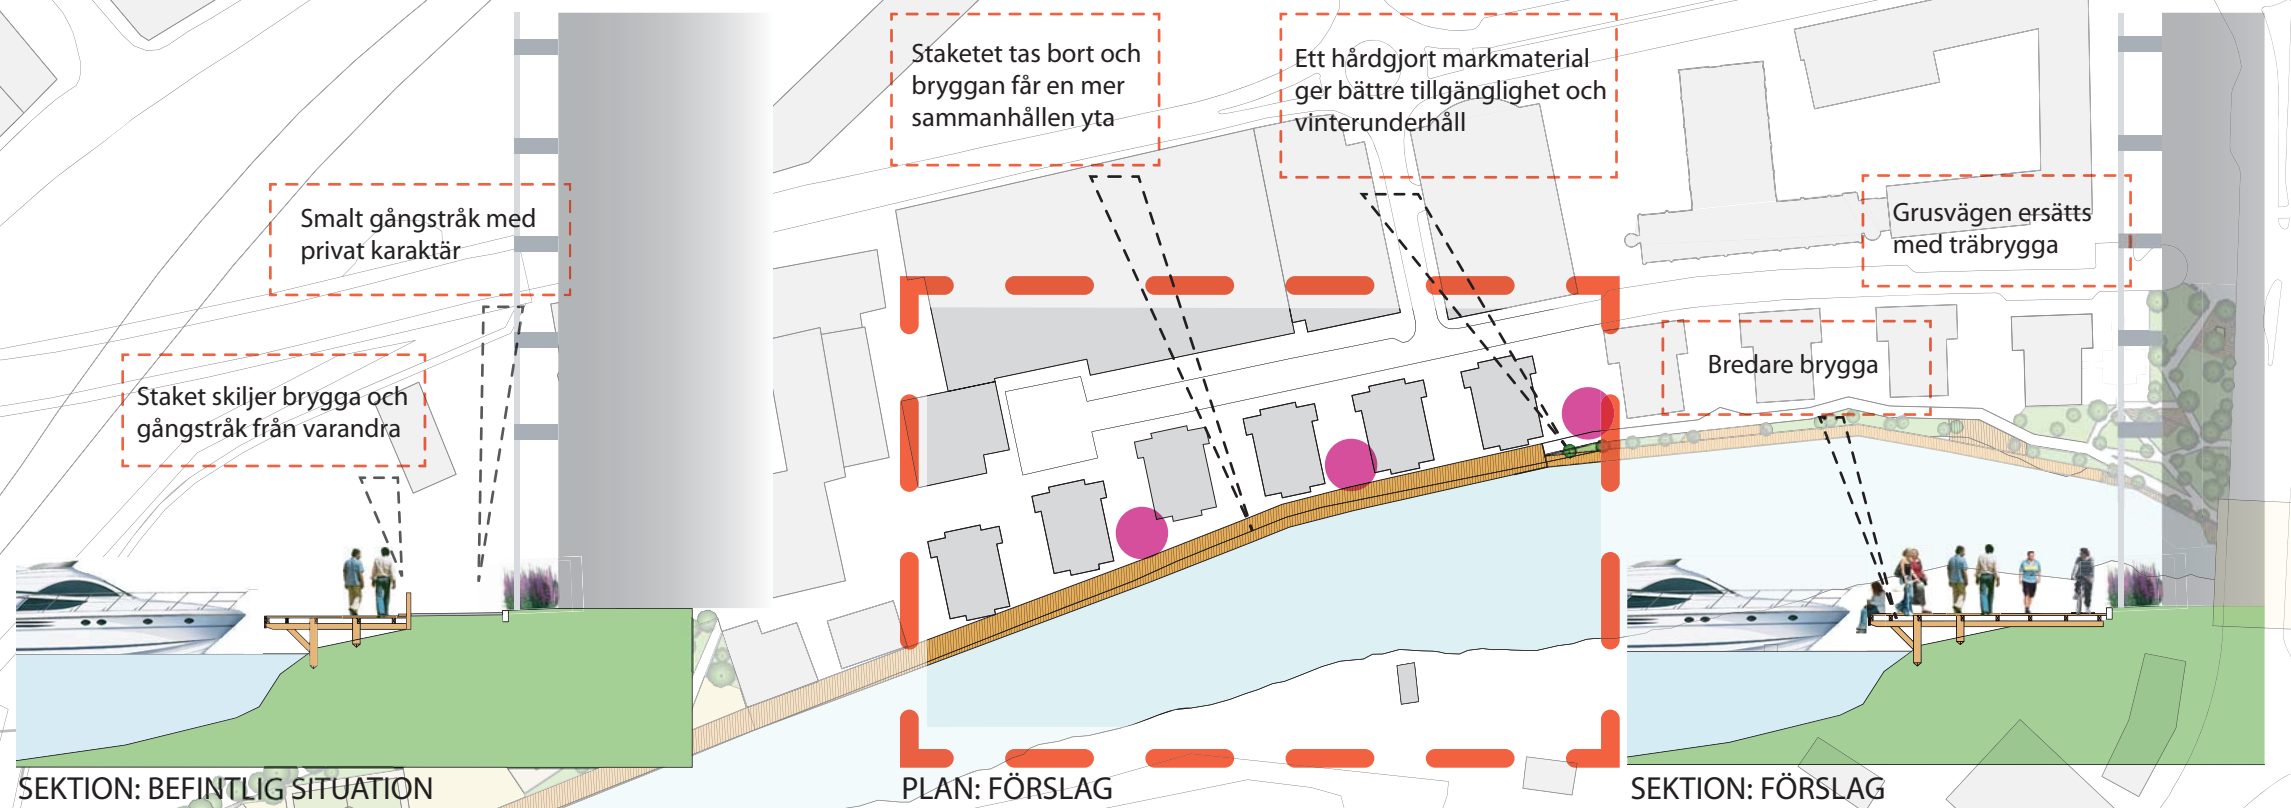 Smalt gångstråk med
privat karaktär
Staket skiljer brygga och
gångstråk från varandra
SEKTION: BEFINTLIG SITUATION
Staketet tas bort och
bryggan får en mer
sammanhållen yta
Ett hårdgjort markmaterial
ger bättre tillgänglighet och
vinterunderhåll
PLAN: FÖRSLAG
Grusvägen ersätts
med träbrygga
Bredare brygga
SEKTION: FÖRSLAG